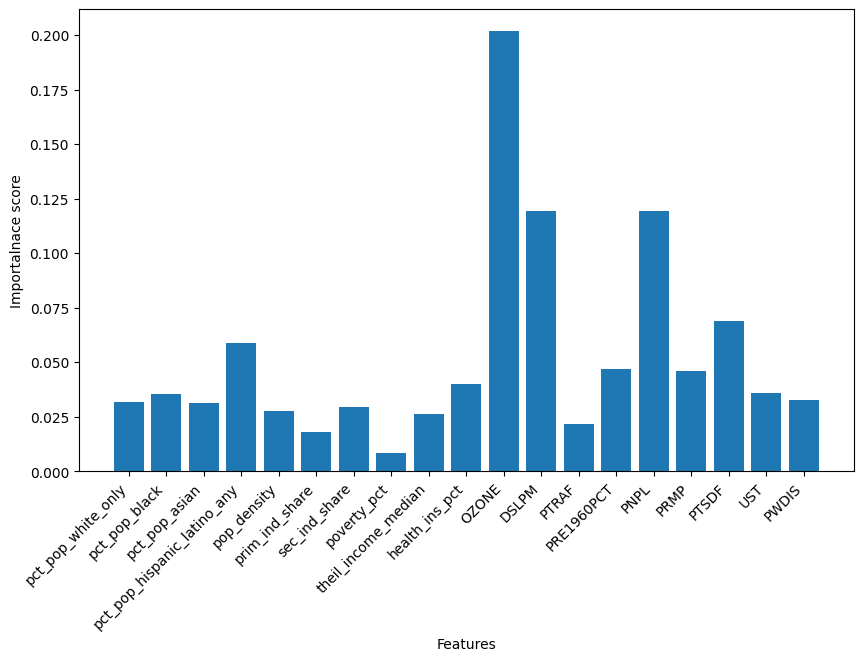 0.200
0.175
0.150
0.125
0.100
0.075
0.050
0.025
0.000
Importalnace score
pct_pop_white_only
pct_pop_black
pct_pop_asian
pct_pop_hispanic_latino_any
pop_density
prim_ind_share
sec_ind_share
poverty_pct
theil_income_median
health_ins_pct
OZONE
DSLPM
PTRAF
PRE1960PCT
PNPL
PRMP
PTSDF
UST
PWDIS
Features